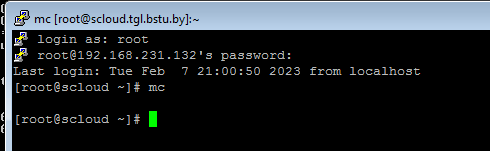 mc [root@scloud.tgl.bstu.by]:~
login as: root
root@192.168.231.132's password:
Last login: Tue Feb  7 21:00:50 2023 from localhost
[root@scloud ~]# mc
[root@scloud ~]#